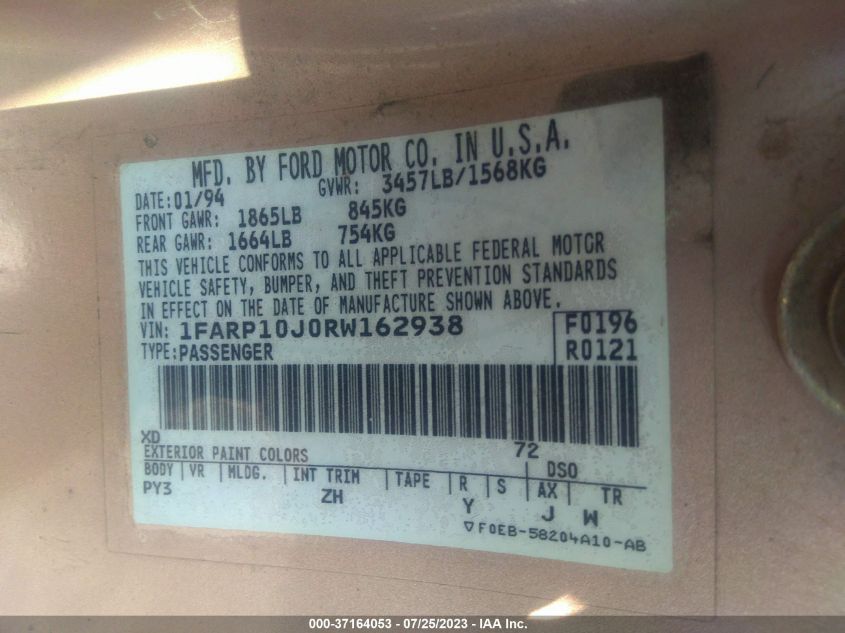 MFD. BY FORD MOTOR CO. IN U.S.A.
DATE: 01/94 GVWR: 3457LB/1568KG
FRONT GAWR: 1865LB 845KG
REAR GAWR: 1664LB 754KG
THIS VEHICLE CONFORMS TO ALL APPLICABLE FEDERAL MOTOR
VEHICLE SAFETY, BUMPER, AND THEFT PREVENTION STANDARDS
IN EFFECT ON THE DATE OF MANUFACTURE SHOWN ABOVE.
VIN: 1FARP10J0RW162938 F0196
TYPE: PASSENGER R0121
XD 72
EXTERIOR PAINT COLORS DSO
BODY VR MLDG. INT TRIM TAPE R S AX TR
PY3 ZH Y J W
▽F0EB-58204A10-AB
000-37164053 - 07/25/2023 - IAA Inc.